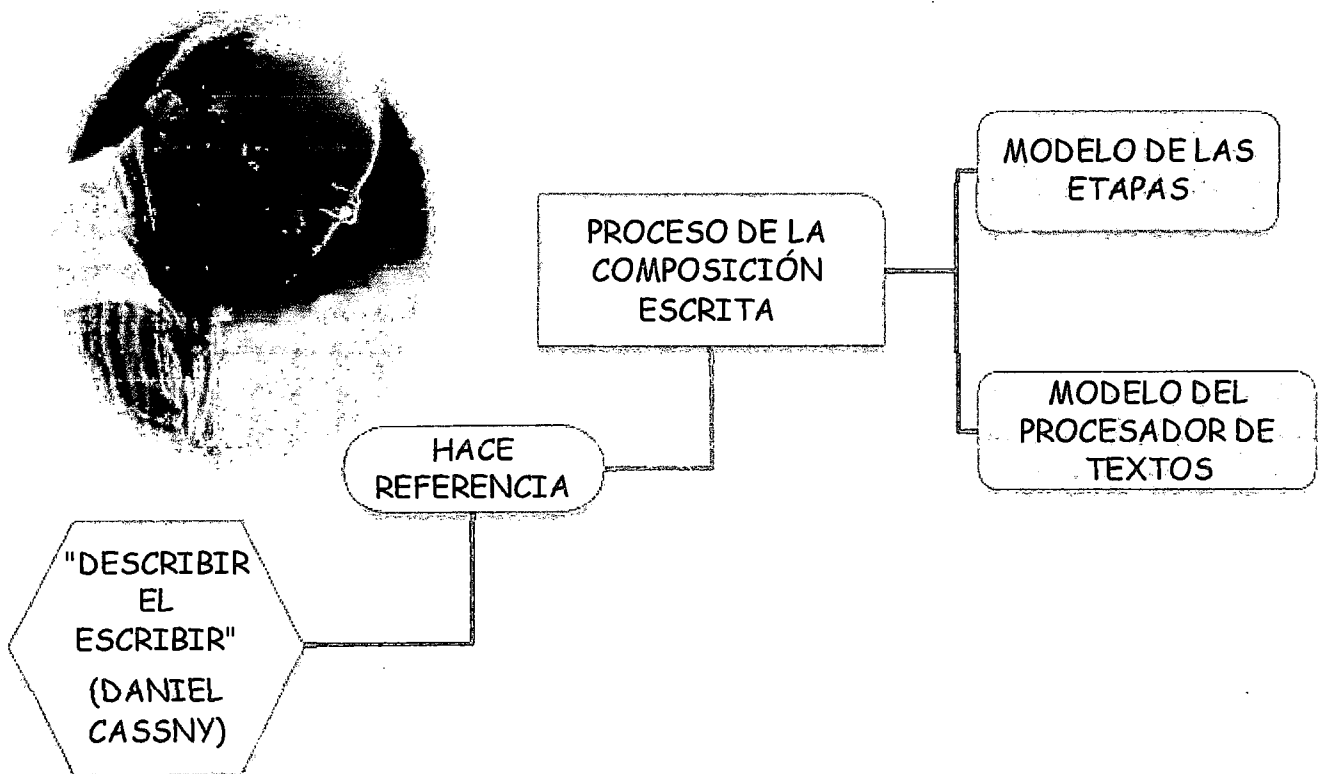 MODELO DE LAS
ETAPAS
PROCESO DE LA
COMPOSICIÓN
ESCRITA
MODELO DEL
PROCESADOR DE
TEXTOS
HACE
REFERENCIA
"DESCRIBIR
EL
ESCRIBIR"
(DANIEL
CASSNY)